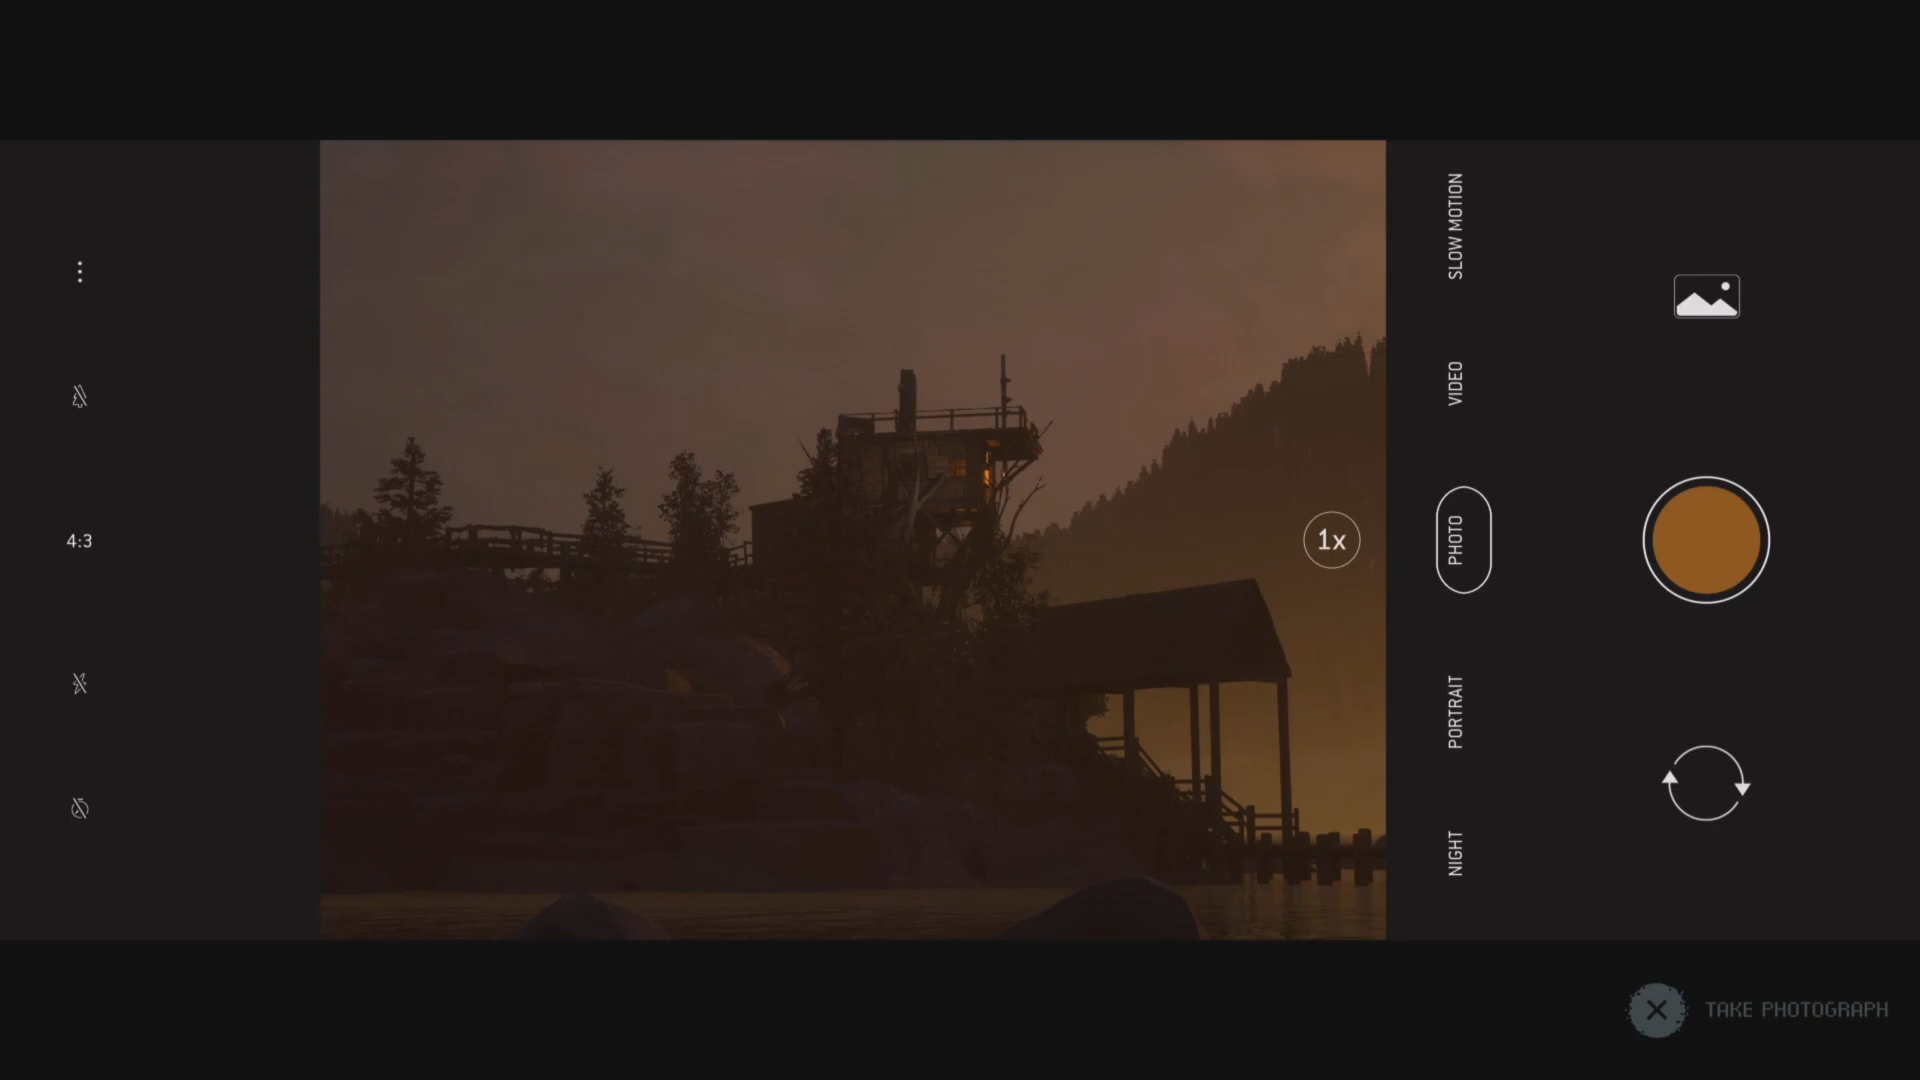 SLOW MOTION
VIDEO
4:3
1x
PHOTO
PORTRAIT
NIGHT
TAKE PHOTOGRAPH